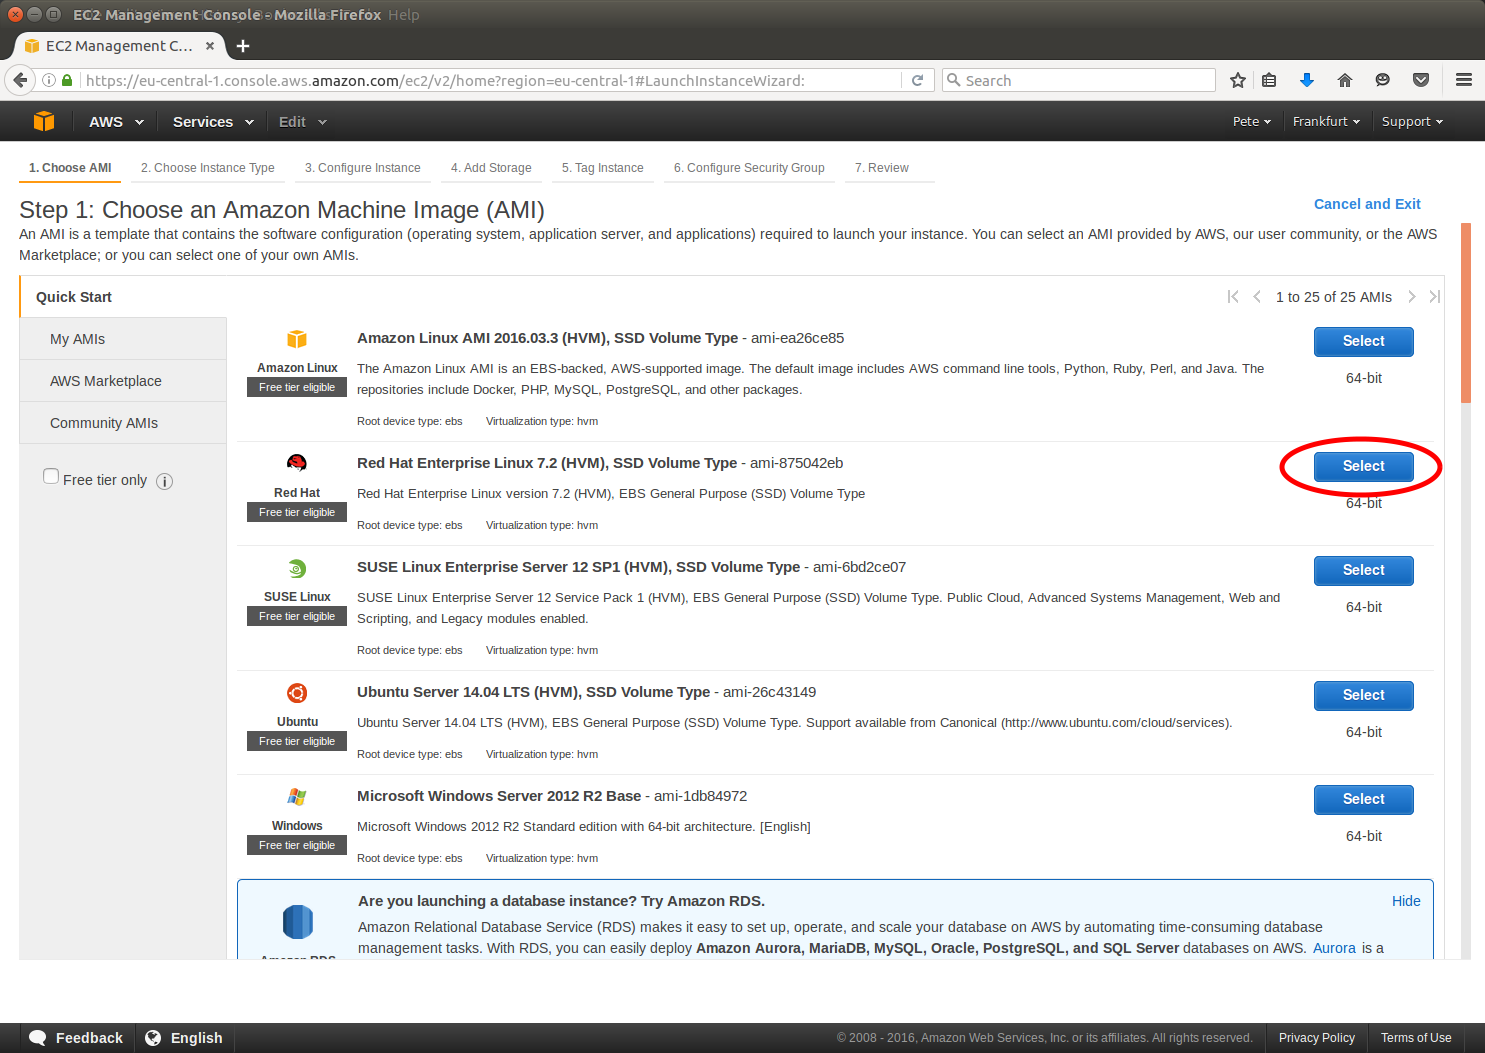 EC2 Management Console - Mozilla Firefox Help
EC2 Management C...
https://eu-central-1.console.aws.amazon.com/ec2/v2/home?region=eu-central-1#LaunchInstanceWizard:
Search
AWS Services Edit Pete Frankfurt Support
1. Choose AMI 2. Choose Instance Type 3. Configure Instance 4. Add Storage 5. Tag Instance 6. Configure Security Group 7. Review
Step 1: Choose an Amazon Machine Image (AMI)
Cancel and Exit
An AMI is a template that contains the software configuration (operating system, application server, and applications) required to launch your instance. You can select an AMI provided by AWS, our user community, or the AWS
Marketplace; or you can select one of your own AMIs.
Quick Start
1 to 25 of 25 AMIs
My AMIs
AWS Marketplace
Community AMIs
Free tier only
Amazon Linux
Free tier eligible
Amazon Linux AMI 2016.03.3 (HVM), SSD Volume Type - ami-ea26ce85
The Amazon Linux AMI is an EBS-backed, AWS-supported image. The default image includes AWS command line tools, Python, Ruby, Perl, and Java. The
repositories include Docker, PHP, MySQL, PostgreSQL, and other packages.
Root device type: ebs Virtualization type: hvm
Select
64-bit
Red Hat
Free tier eligible
Red Hat Enterprise Linux 7.2 (HVM), SSD Volume Type - ami-875042eb
Red Hat Enterprise Linux version 7.2 (HVM), EBS General Purpose (SSD) Volume Type
Root device type: ebs Virtualization type: hvm
Select
64-bit
SUSE Linux
Free tier eligible
SUSE Linux Enterprise Server 12 SP1 (HVM), SSD Volume Type - ami-6bd2ce07
SUSE Linux Enterprise Server 12 Service Pack 1 (HVM), EBS General Purpose (SSD) Volume Type. Public Cloud, Advanced Systems Management, Web and
Scripting, and Legacy modules enabled.
Root device type: ebs Virtualization type: hvm
Select
64-bit
Ubuntu
Free tier eligible
Ubuntu Server 14.04 LTS (HVM), SSD Volume Type - ami-26c43149
Ubuntu Server 14.04 LTS (HVM), EBS General Purpose (SSD) Volume Type. Support available from Canonical (http://www.ubuntu.com/cloud/services).
Root device type: ebs Virtualization type: hvm
Select
64-bit
Windows
Free tier eligible
Microsoft Windows Server 2012 R2 Base - ami-1db84972
Microsoft Windows 2012 R2 Standard edition with 64-bit architecture. [English]
Root device type: ebs Virtualization type: hvm
Select
64-bit
Are you launching a database instance? Try Amazon RDS.
Hide
Amazon Relational Database Service (RDS) makes it easy to set up, operate, and scale your database on AWS by automating time-consuming database
management tasks. With RDS, you can easily deploy Amazon Aurora, MariaDB, MySQL, Oracle, PostgreSQL, and SQL Server databases on AWS. Aurora is a
Amazon RDS
Feedback English
© 2008 - 2016, Amazon Web Services, Inc. or its affiliates. All rights reserved. Privacy Policy Terms of Use